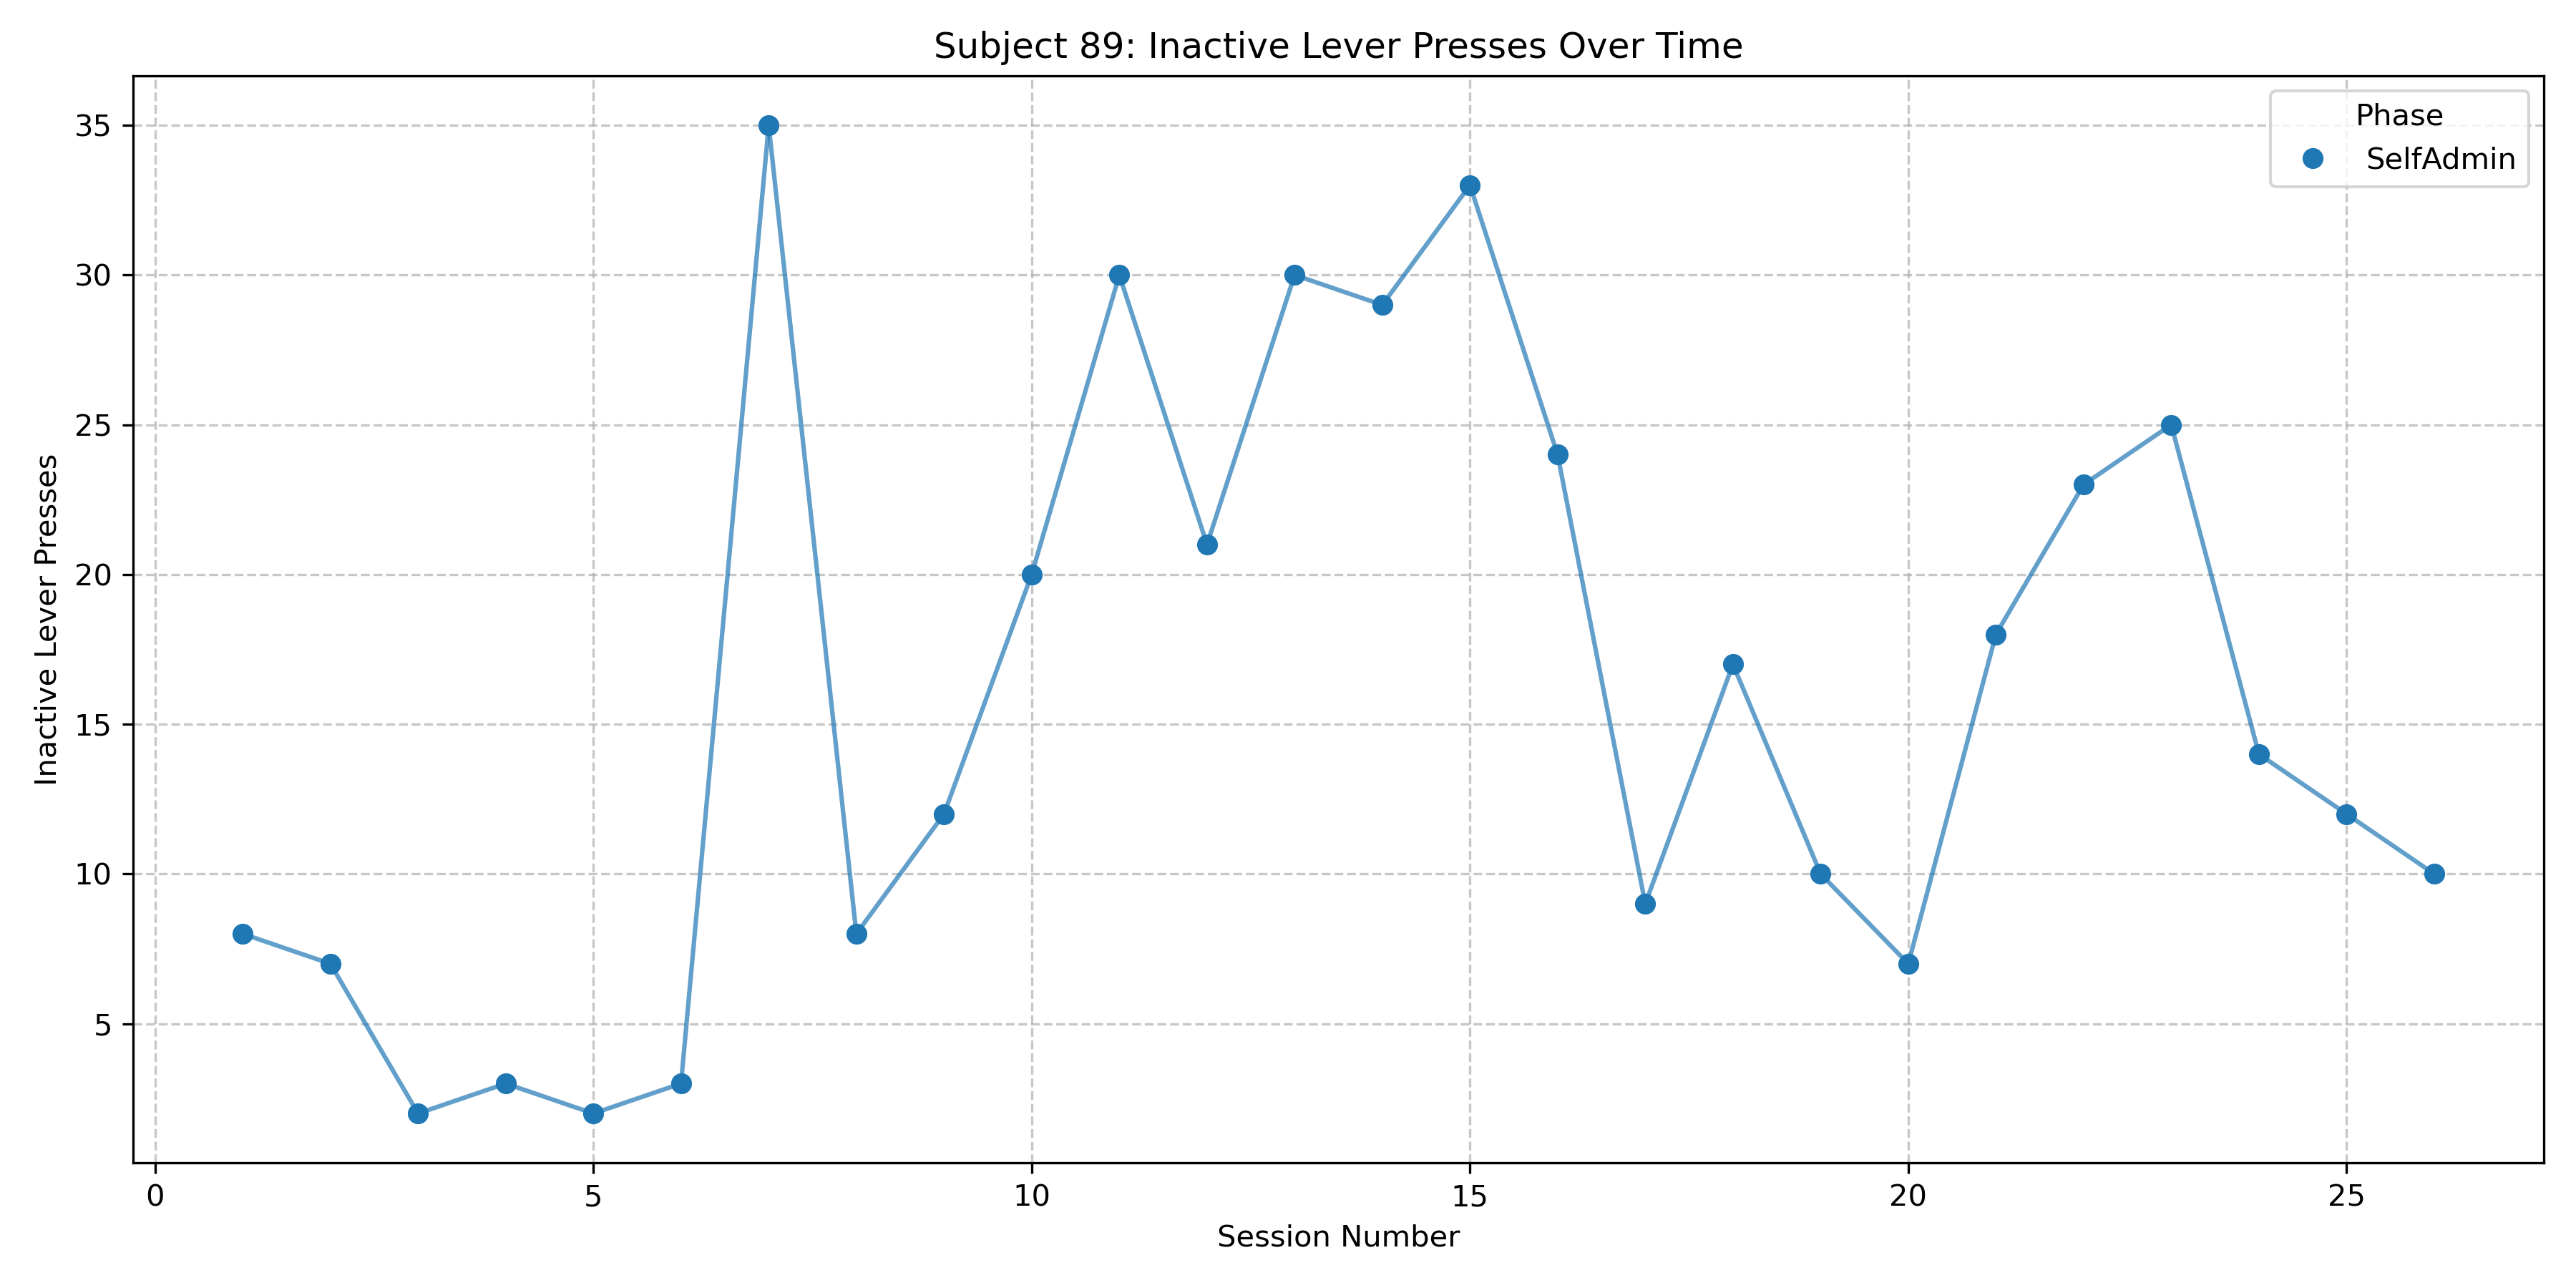 Subject 89: Inactive Lever Presses Over Time
Phase
SelfAdmin
Inactive Lever Presses
35
30
25
20
15
10
5
0 5 10 15 20 25
Session Number